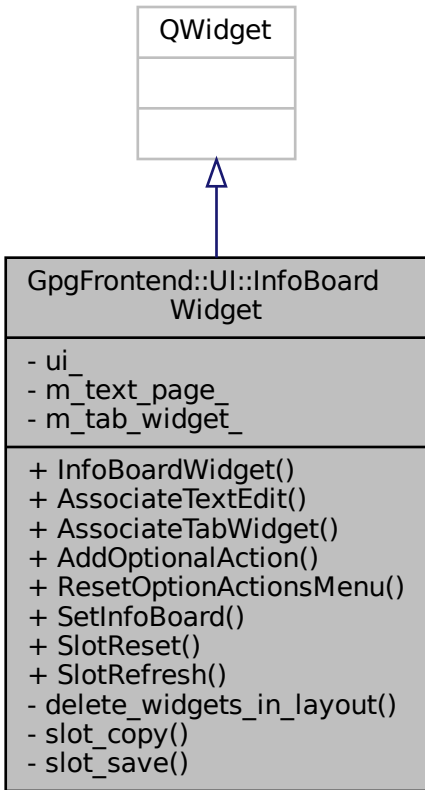 QWidget
GpgFrontend::UI::InfoBoard
Widget
- ui_
- m_text_page_
- m_tab_widget_
+ InfoBoardWidget()
+ AssociateTextEdit()
+ AssociateTabWidget()
+ AddOptionalAction()
+ ResetOptionActionsMenu()
+ SetInfoBoard()
+ SlotReset()
+ SlotRefresh()
- delete_widgets_in_layout()
- slot_copy()
- slot_save()